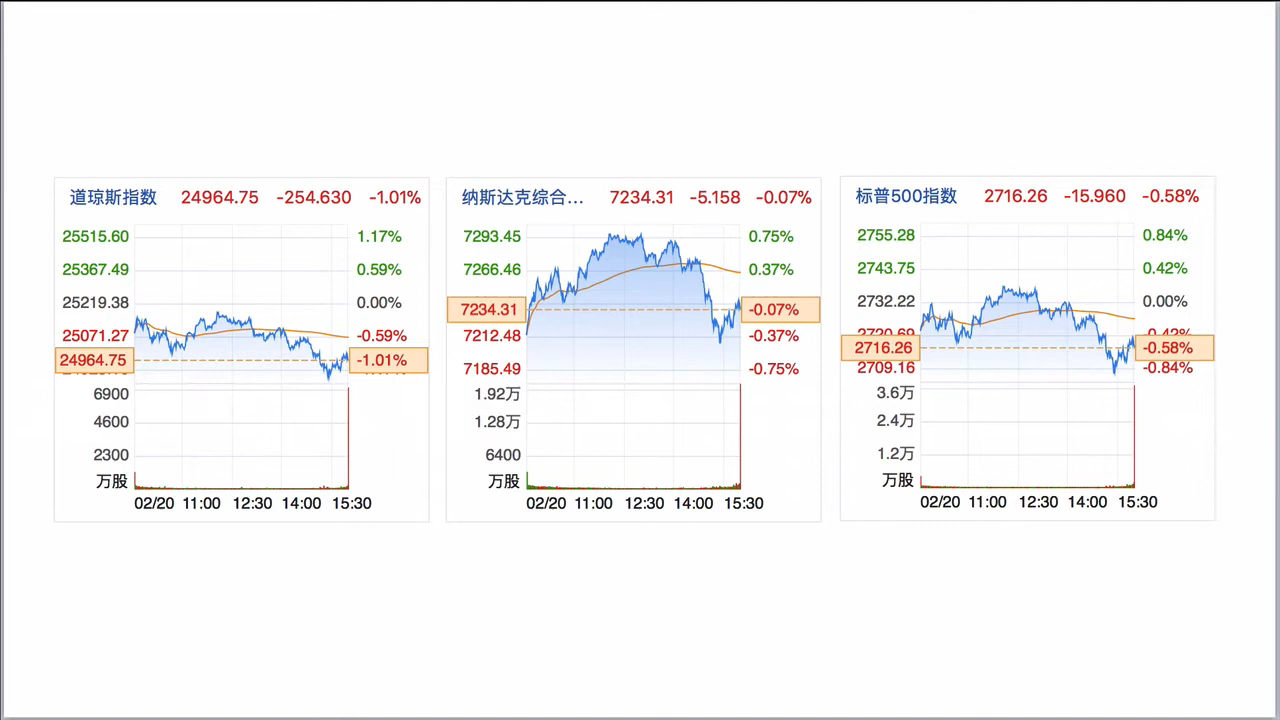 道琼斯指数 24964.75 -254.630 -1.01%
25515.60 1.17%
25367.49 0.59%
25219.38 0.00%
25071.27 -0.59%
24964.75 -1.01%
6900
4600
2300
万股
02/20 11:00 12:30 14:00 15:30
纳斯达克综合... 7234.31 -5.158 -0.07%
7293.45 0.75%
7266.46 0.37%
7234.31 -0.07%
7212.48 -0.37%
7185.49 -0.75%
1.92万
1.28万
6400
万股
02/20 11:00 12:30 14:00 15:30
标普500指数 2716.26 -15.960 -0.58%
2755.28 0.84%
2743.75 0.42%
2732.22 0.00%
2720.69 -0.42%
2716.26 -0.58%
2709.16 -0.84%
3.6万
2.4万
1.2万
万股
02/20 11:00 12:30 14:00 15:30